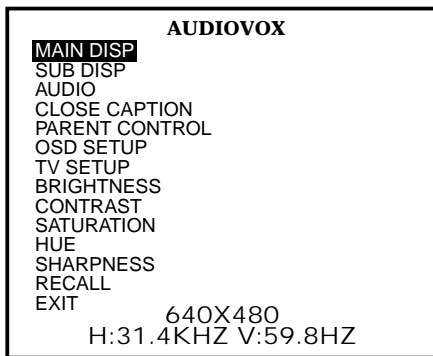 AUDIOVOX
MAIN DISP
SUB DISP
AUDIO
CLOSE CAPTION
PARENT CONTROL
OSD SETUP
TV SETUP
BRIGHTNESS
CONTRAST
SATURATION
HUE
SHARPNESS
RECALL
EXIT
640X480
H:31.4KHZ V:59.8HZ